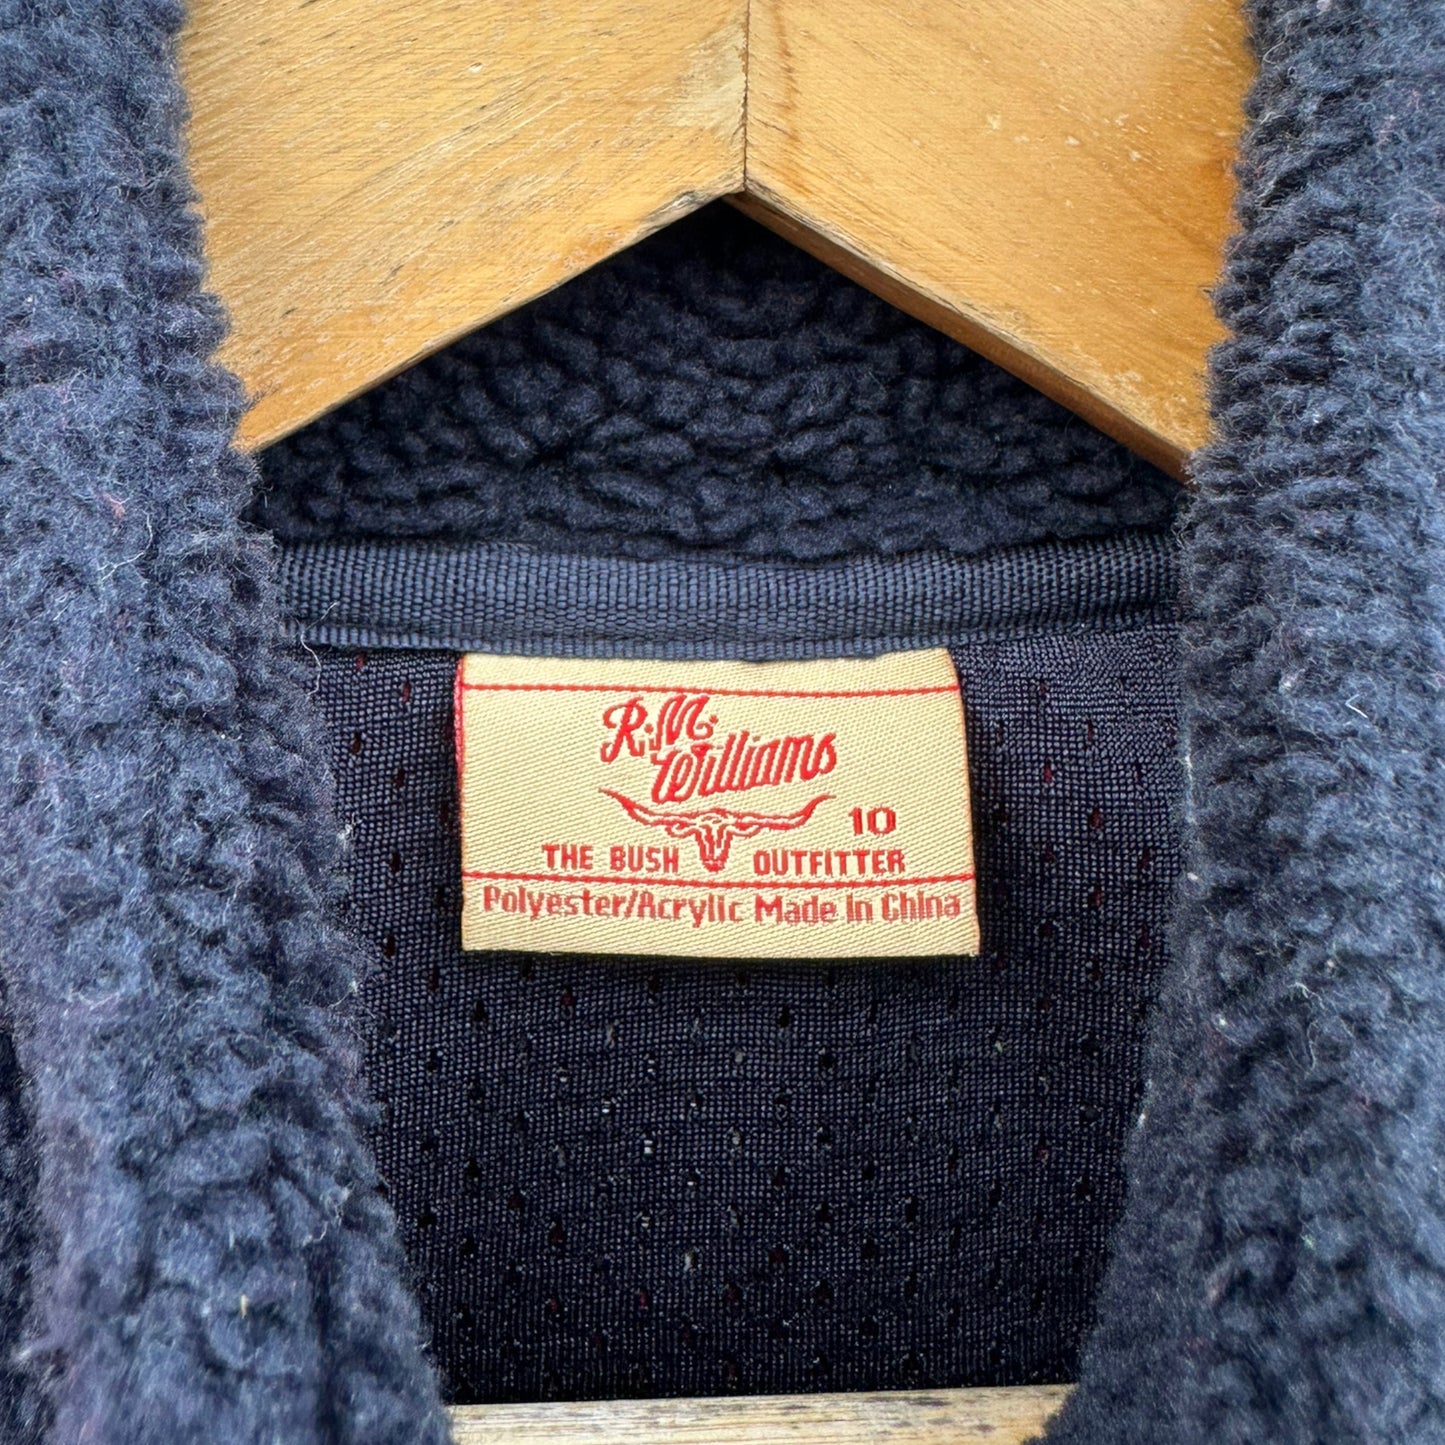 R.M.
Williams
10
THE BUSH OUTFITTER
Polyester/Acrylic Made In China